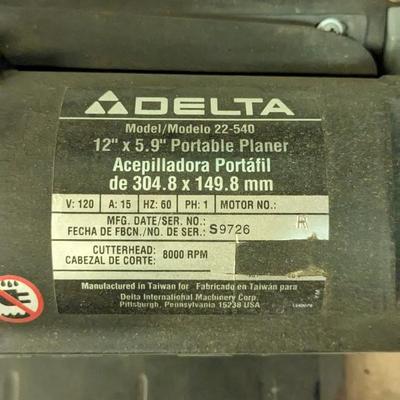 DELTA
Model/Modelo 22-540
12" x 5.9" Portable Planer
Acepilladora Portáfil
de 304.8 x 149.8 mm
V: 120 A: 15 HZ: 60 PH: 1 MOTOR NO.:
MFG. DATE/SER. NO.:
FECHA DE FBCN./NO. DE SER.: S9726
CUTTERHEAD: 8000 RPM
CABEZAL DE CORTE:
Manufactured in Taiwan for Fabricado en Taiwán para
Delta International Machinery Corp.
Pittsburgh, Pennsylvania 15238 USA